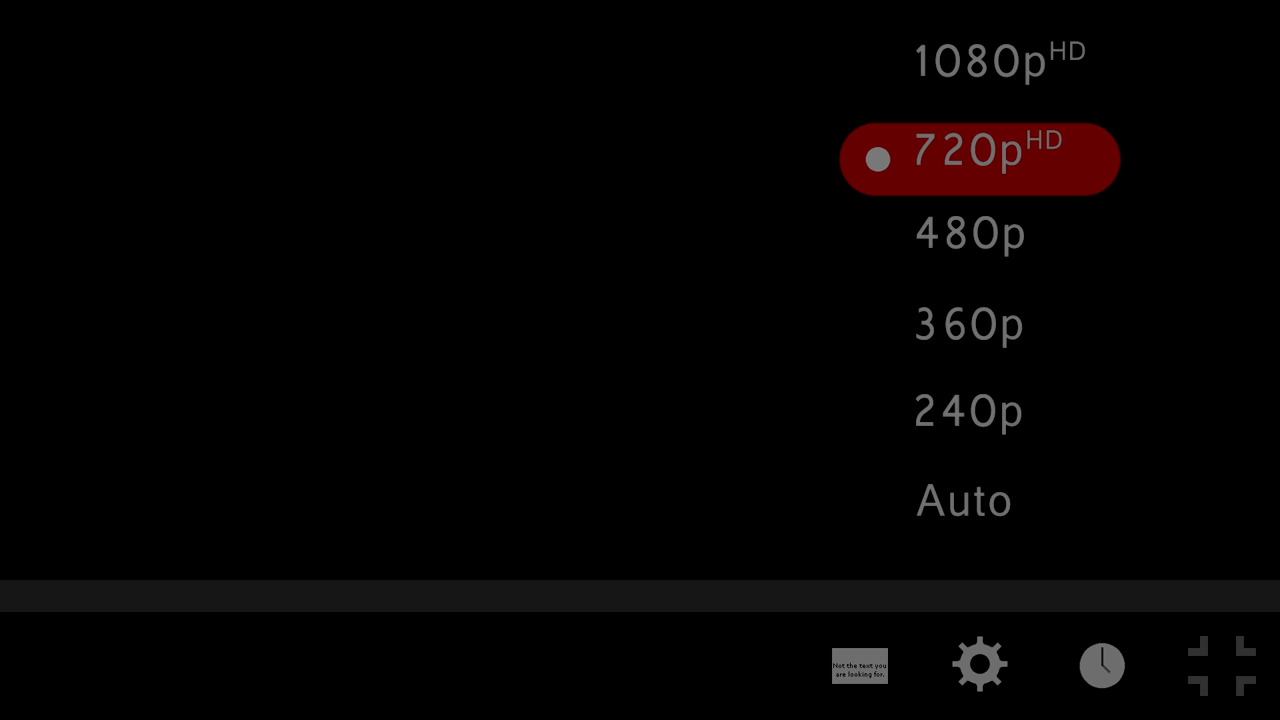 1080pHD
720pHD
480p
360p
240p
Auto
Not the text you
are looking for.